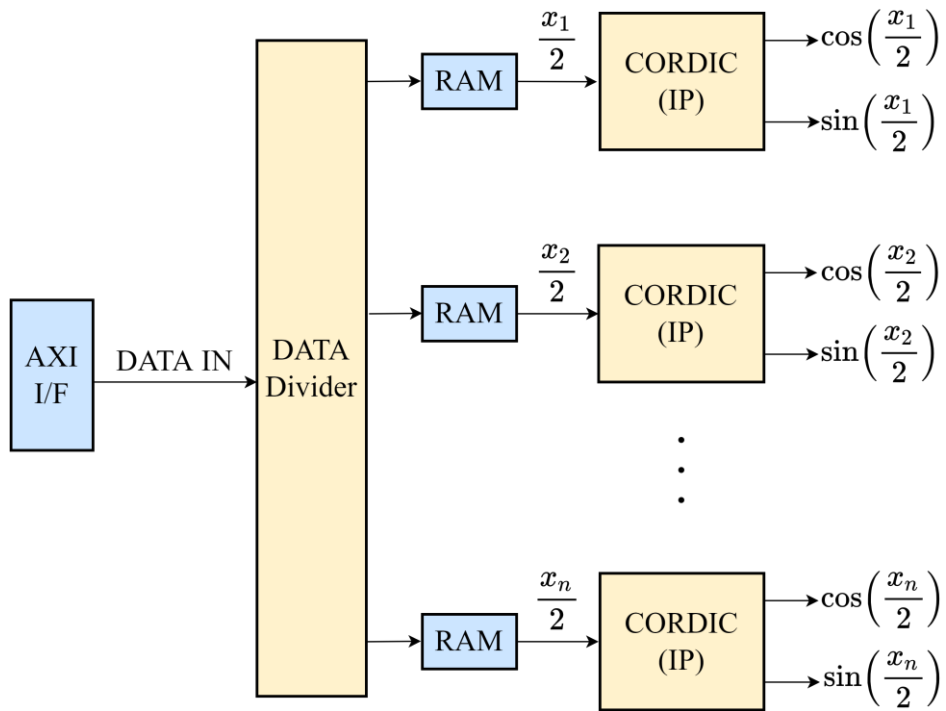 AXI
I/F
DATA IN
DATA
Divider
RAM
x₁/2
CORDIC
(IP)
cos(x₁/2)
sin(x₁/2)
RAM
x₂/2
CORDIC
(IP)
cos(x₂/2)
sin(x₂/2)
RAM
xₙ/2
CORDIC
(IP)
cos(xₙ/2)
sin(xₙ/2)